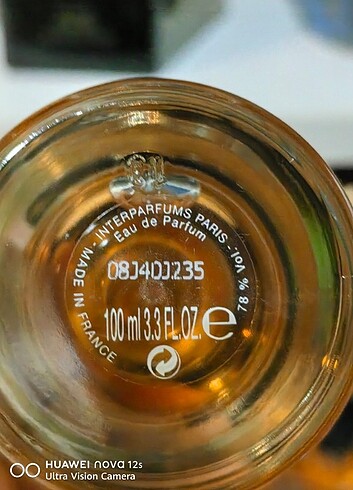 MADE IN FRANCE - INTERPARFUMS PARIS -
Eau de Parfum
78 % Vol.
08J40J235
100 ml 3.3 FL.OZ. e
HUAWEI nova 12s
Ultra Vision Camera